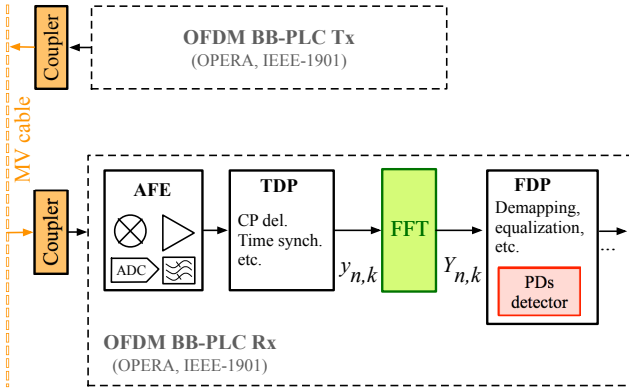 Coupler
OFDM BB-PLC Tx
(OPERA, IEEE-1901)
MV cable
Coupler
AFE
ADC
TDP
CP del.
Time synch.
etc.
y_{n,k}
FFT
Y_{n,k}
FDP
Demapping,
equalization,
etc.
PDs
detector
...
OFDM BB-PLC Rx
(OPERA, IEEE-1901)